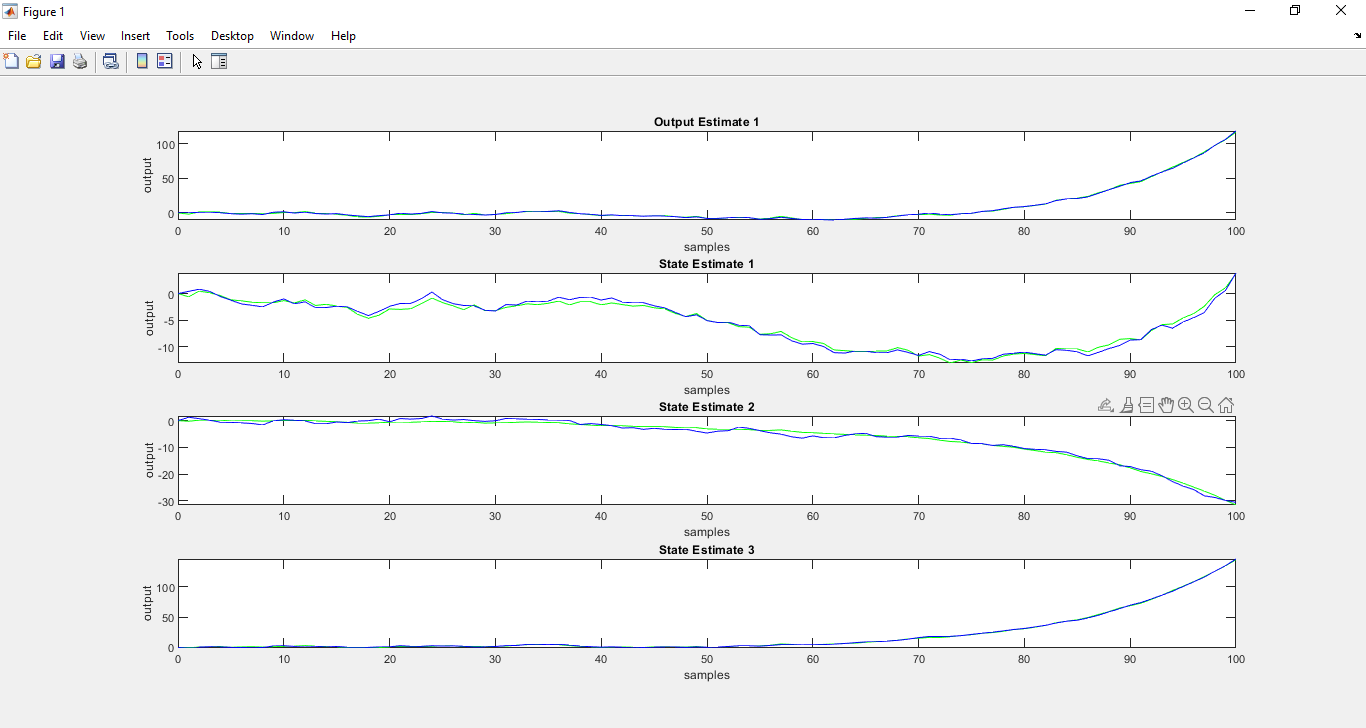 Figure 1
File Edit View Insert Tools Desktop Window Help
Output Estimate 1
output
100
50
0
0 10 20 30 40 50 60 70 80 90 100
samples
State Estimate 1
output
0
-5
-10
0 10 20 30 40 50 60 70 80 90 100
samples
State Estimate 2
output
0
-10
-20
-30
0 10 20 30 40 50 60 70 80 90 100
samples
State Estimate 3
output
100
50
0
0 10 20 30 40 50 60 70 80 90 100
samples